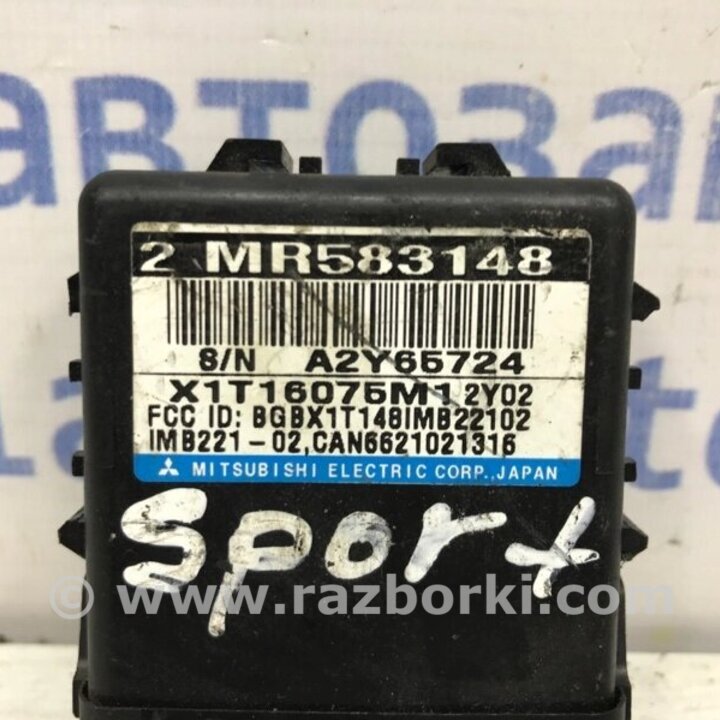 автозап
2 MR583148
S/N A2Y65724
X1T16075M1 2Y02
FCC ID: BGBX1T148IMB22102
IMB221-02,CAN6621021316
MITSUBISHI ELECTRIC CORP.,JAPAN
Sport
© www.razborki.com